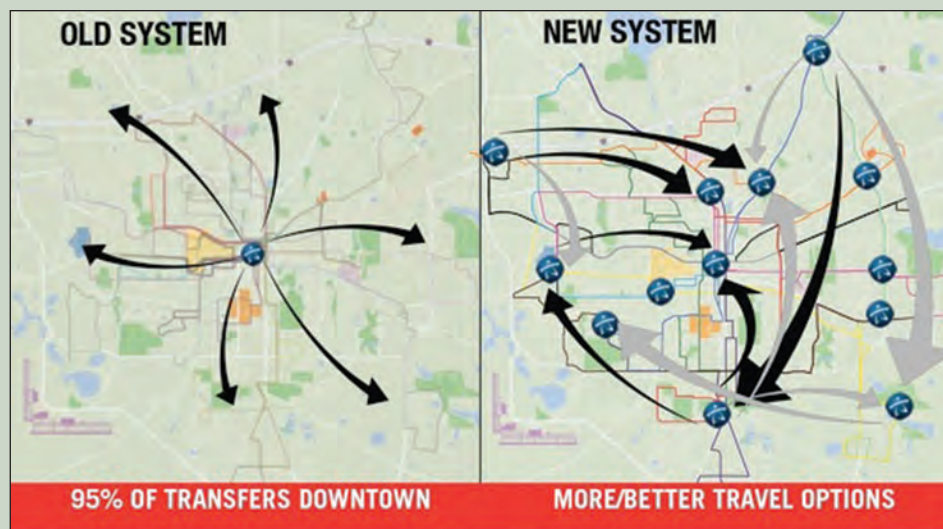 OLD SYSTEM
NEW SYSTEM
95% OF TRANSFERS DOWNTOWN
MORE/BETTER TRAVEL OPTIONS